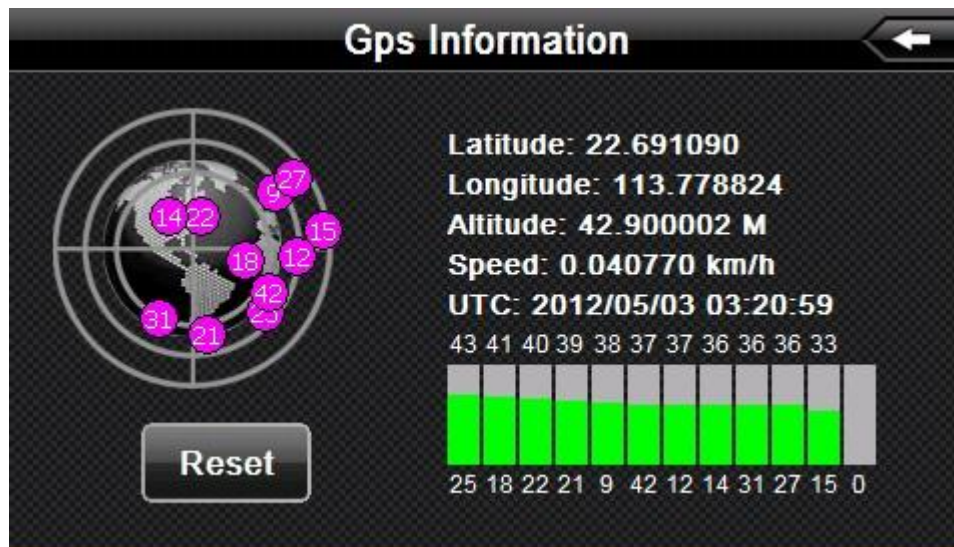 Gps Information
Latitude: 22.691090
Longitude: 113.778824
Altitude: 42.900002 M
Speed: 0.040770 km/h
UTC: 2012/05/03 03:20:59
43 41 40 39 38 37 37 36 36 36 33
25 18 22 21 9 42 12 14 31 27 15 0
27
9
14 22
15
12
18
42
25
31
21
Reset